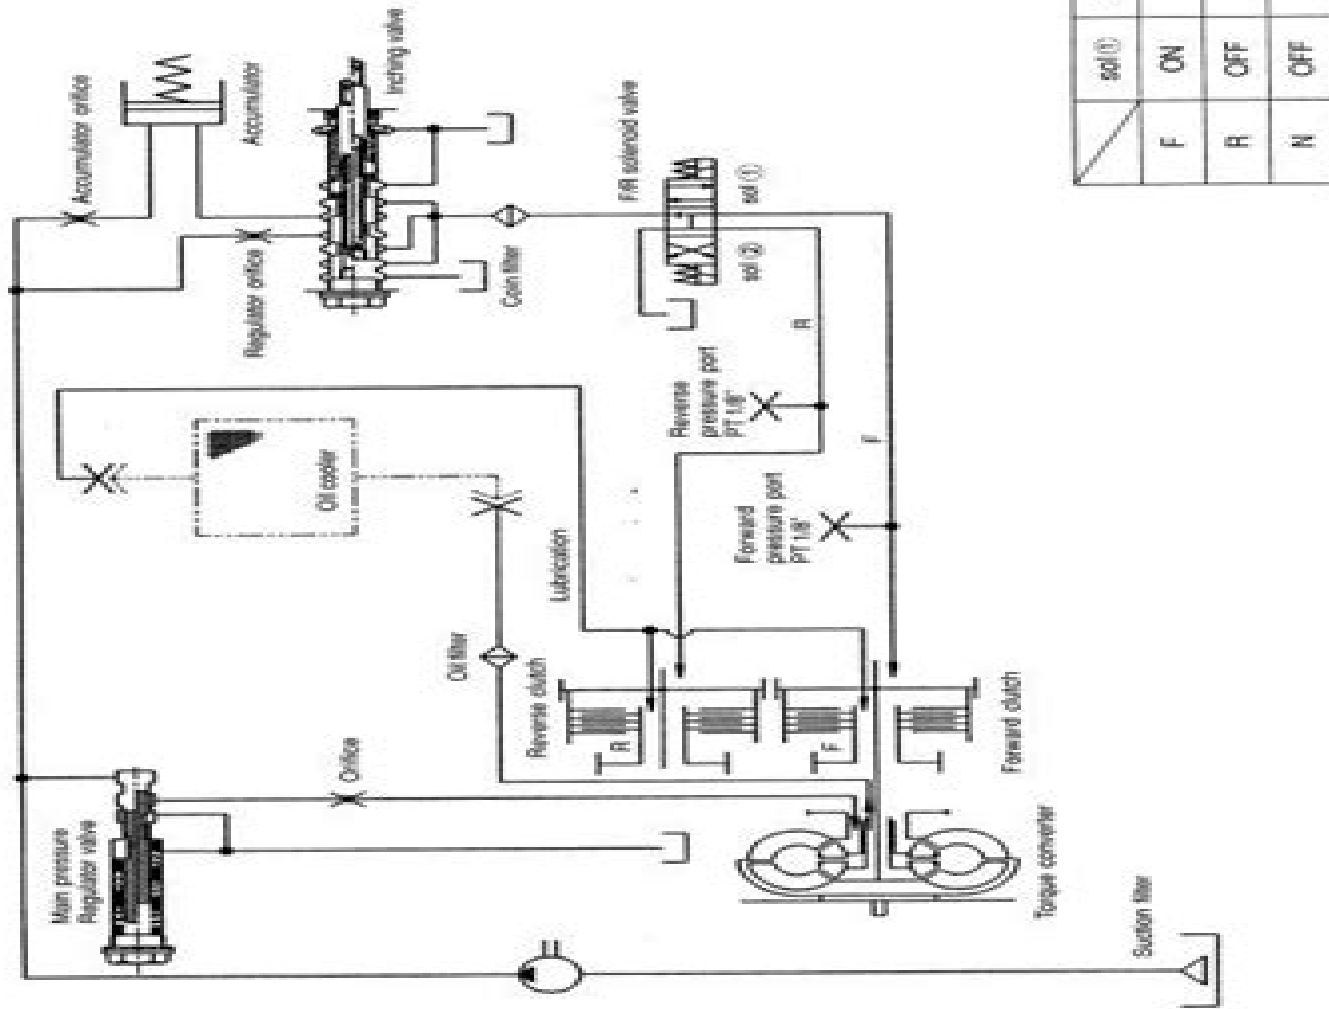 Accumulator orifice
Accumulator
Inching valve
Regulator orifice
Coin filter
F/R solenoid valve
sol ①
sol ②
R
Reverse
pressure port
PT 1/8"
F
Forward
pressure port
PT 1/8"
Oil cooler
Lubrication
Oil filter
Reverse clutch
R
F
Forward clutch
Main pressure
Regulator valve
Orifice
Torque converter
Suction filter
sol ①
F ON
R OFF
N OFF